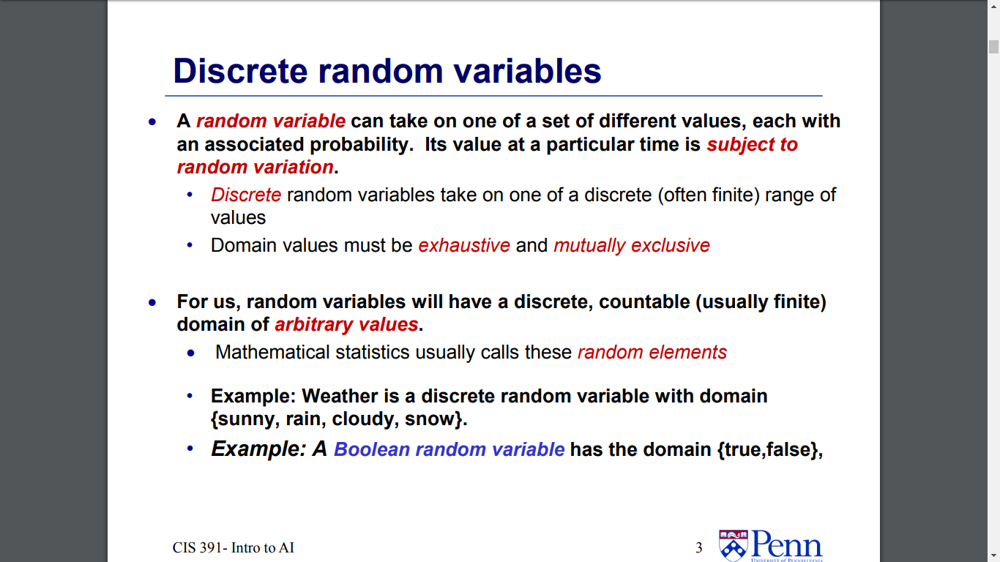 Discrete random variables
• A random variable can take on one of a set of different values, each with
an associated probability. Its value at a particular time is subject to
random variation.
• Discrete random variables take on one of a discrete (often finite) range of
values
• Domain values must be exhaustive and mutually exclusive
• For us, random variables will have a discrete, countable (usually finite)
domain of arbitrary values.
• Mathematical statistics usually calls these random elements
• Example: Weather is a discrete random variable with domain
{sunny, rain, cloudy, snow}.
• Example: A Boolean random variable has the domain {true,false},
CIS 391- Intro to AI
3
Penn
UNIVERSITY of PENNSYLVANIA